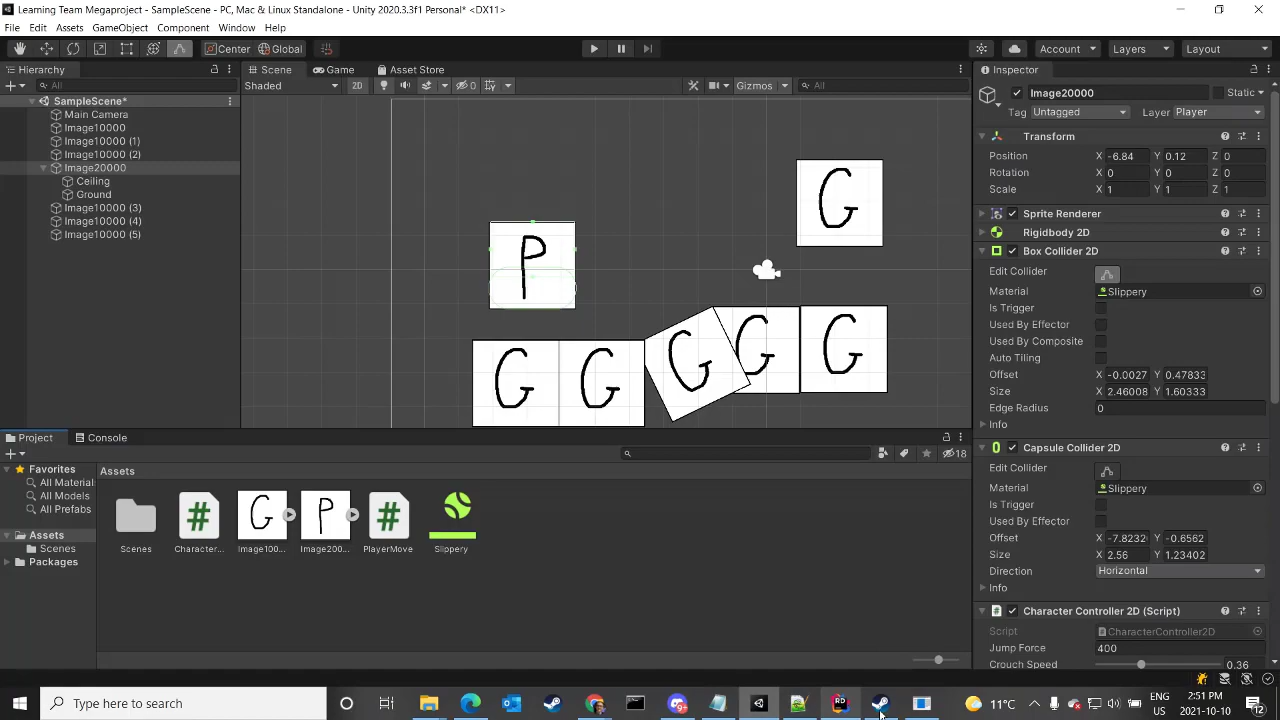 SampleScene - PC, Mac & Linux Standalone - Unity 2020.3.3f1 Personal* <DX11>
File Edit Assets GameObject Component Window Help
Center Global Account Layers Layout
Hierarchy Scene Game Asset Store Inspector
All Shaded 2D 0 Gizmos All
Image20000 Static
SampleScene*
Main Camera
Image10000
Image10000 (1)
Image10000 (2)
Image20000
Ceiling
Ground
Image10000 (3)
Image10000 (4)
Image10000 (5)
G
P
G G G G G
Tag Untagged Layer Player
Transform
Position X -6.84 Y 0.12 Z 0
Rotation X 0 Y 0 Z 0
Scale X 1 Y 1 Z 1
Sprite Renderer
Rigidbody 2D
Box Collider 2D
Edit Collider
Material Slippery
Is Trigger
Used By Effector
Used By Composite
Auto Tiling
Offset X -0.0027 Y 0.47833
Size X 2.46008 Y 1.60333
Edge Radius 0
Info
Capsule Collider 2D
Edit Collider
Material Slippery
Is Trigger
Used By Effector
Offset X -7.8232 Y -0.6562
Size X 2.56 Y 1.23402
Direction Horizontal
Info
Character Controller 2D (Script)
Script CharacterController2D
Jump Force 400
Crouch Speed 0.36
Project Console
18
Favorites
All Material
All Models
All Prefabs
Assets
Scenes
Packages
Assets
G P
Scenes Character... Image100... Image200... PlayerMove Slippery
Type here to search
9+
RD
11°C
ENG
US
2:51 PM
2021-10-10
2